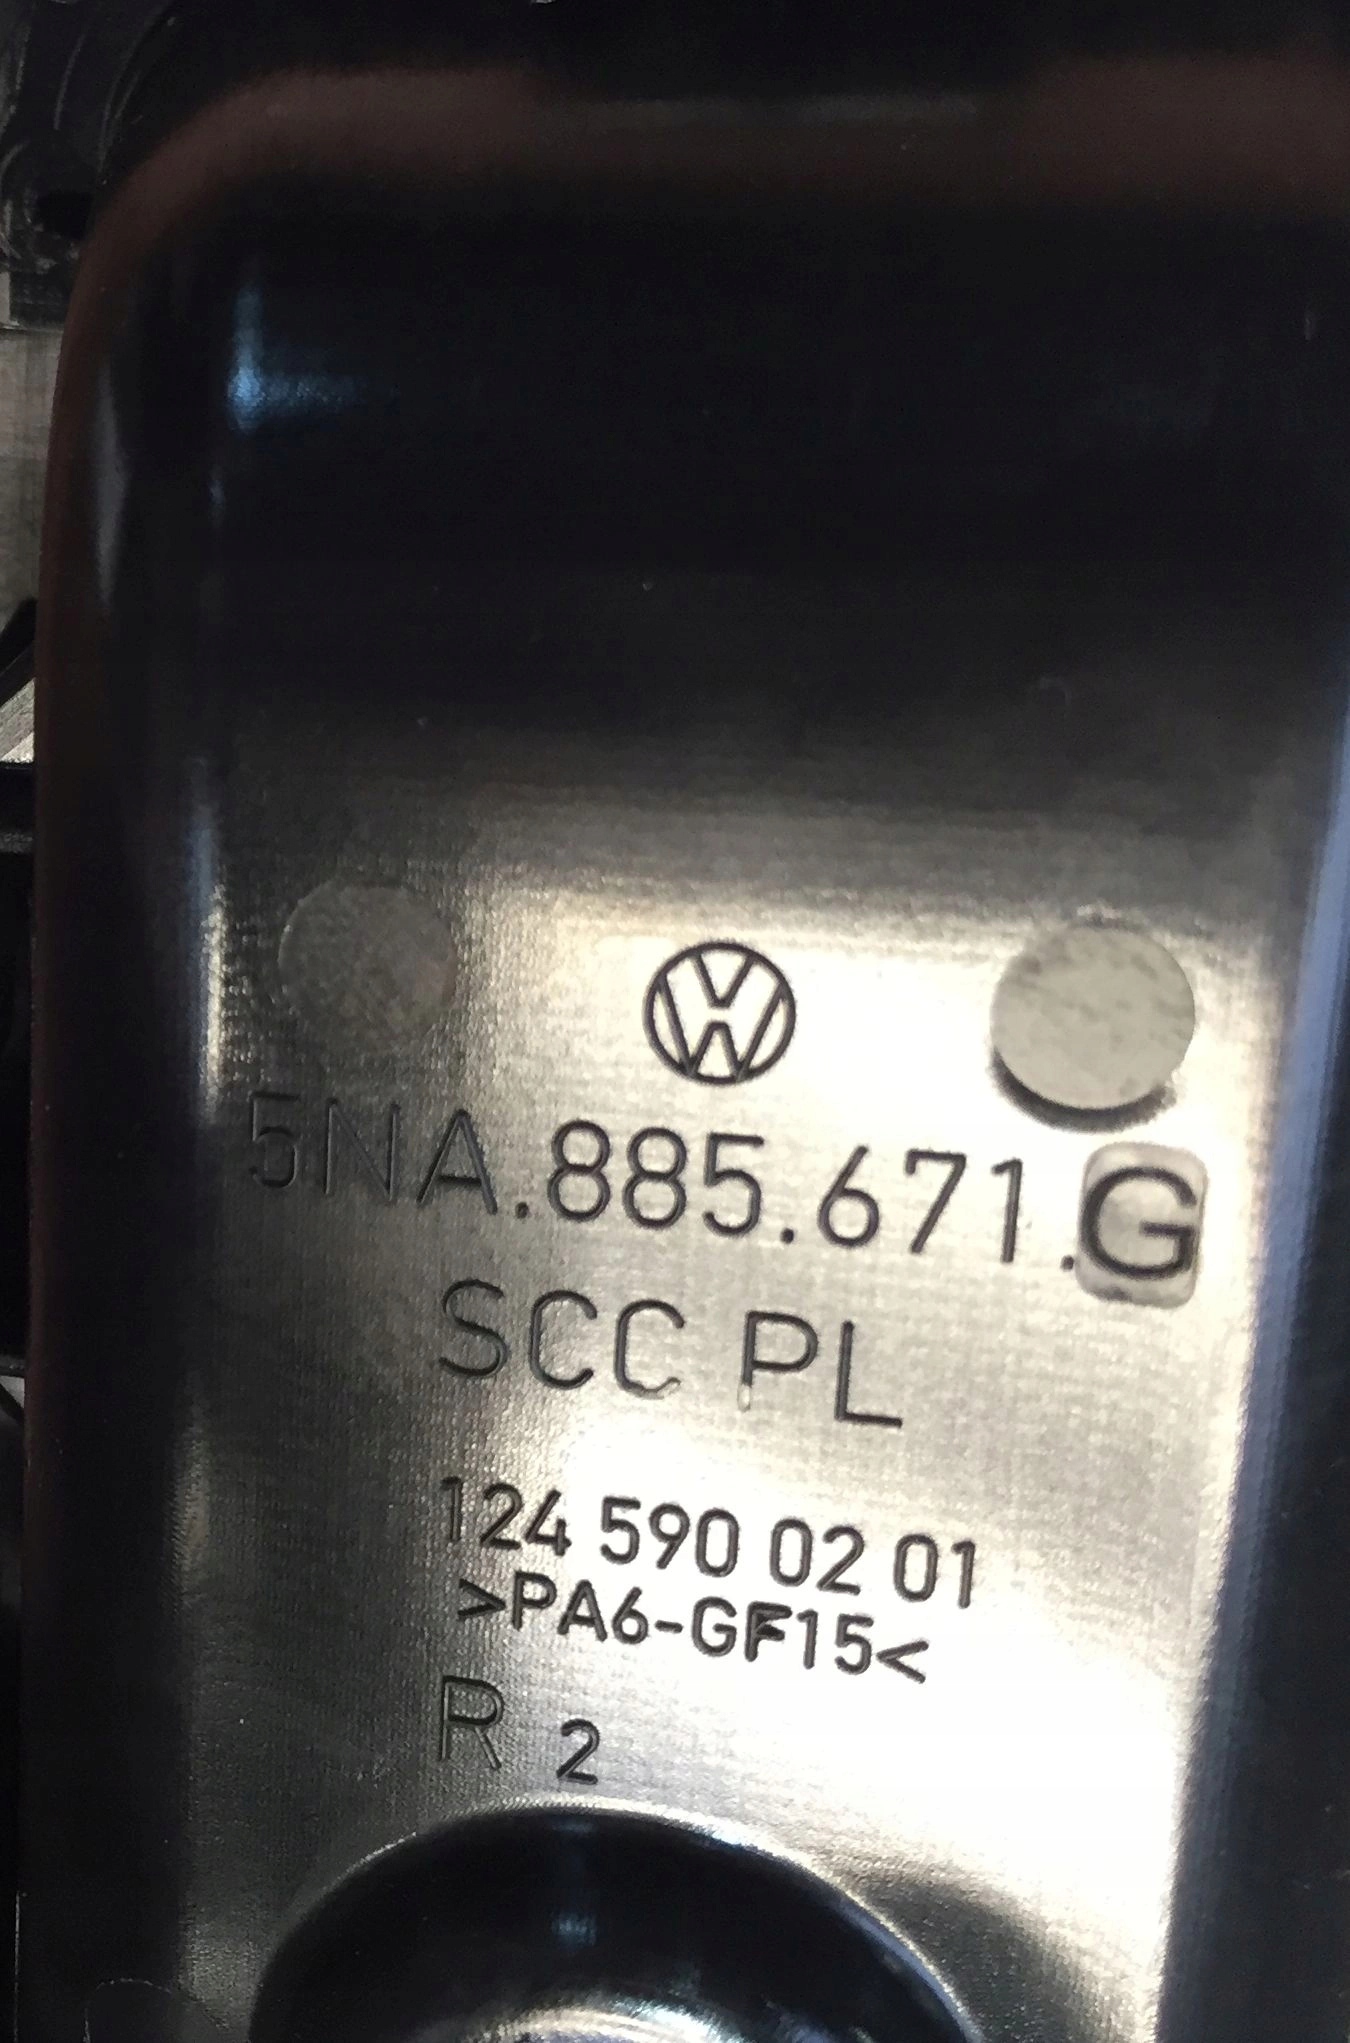 5NA.885.671.G
SCC PL
124 590 02 01
>PA6-GF15<
R 2